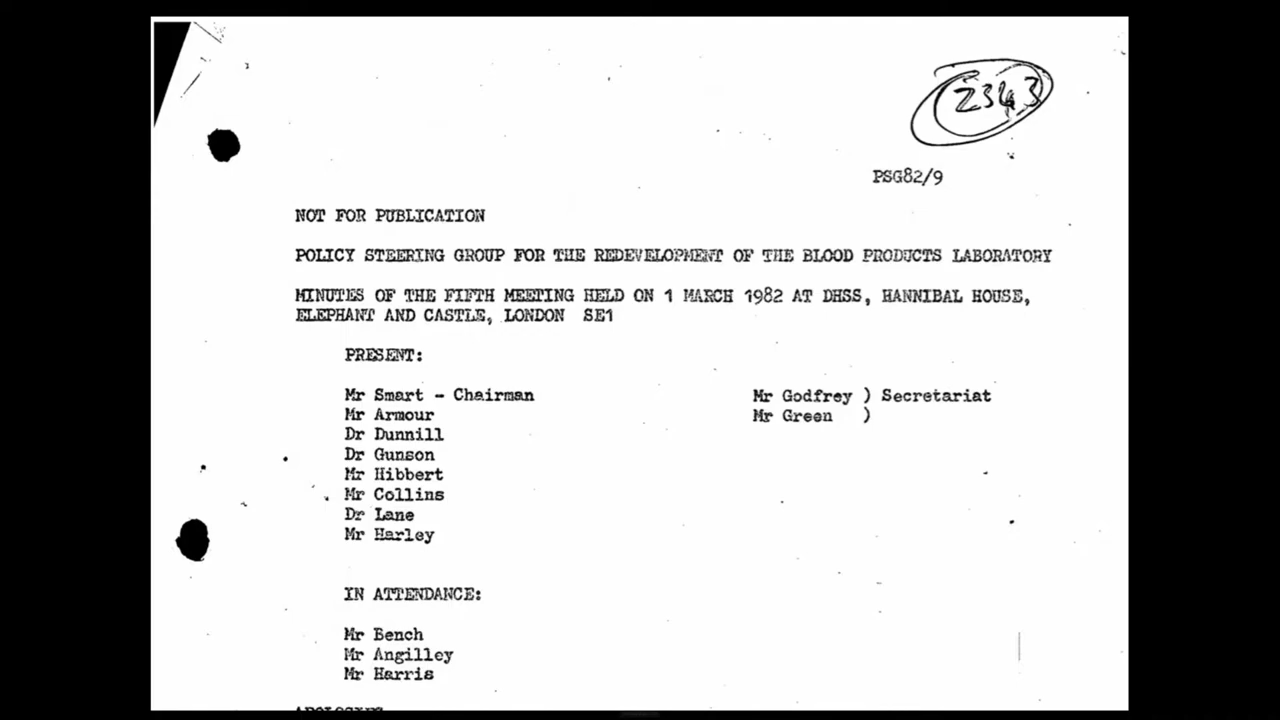 2343
PSG82/9
NOT FOR PUBLICATION
POLICY STEERING GROUP FOR THE REDEVELOPMENT OF THE BLOOD PRODUCTS LABORATORY
MINUTES OF THE FIFTH MEETING HELD ON 1 MARCH 1982 AT DHSS, HANNIBAL HOUSE,
ELEPHANT AND CASTLE, LONDON SE1
PRESENT:
Mr Smart - Chairman
Mr Armour
Dr Dunnill
Dr Gunson
Mr Hibbert
Mr Collins
Dr Lane
Mr Harley
Mr Godfrey ) Secretariat
Mr Green )
IN ATTENDANCE:
Mr Bench
Mr Angilley
Mr Harris